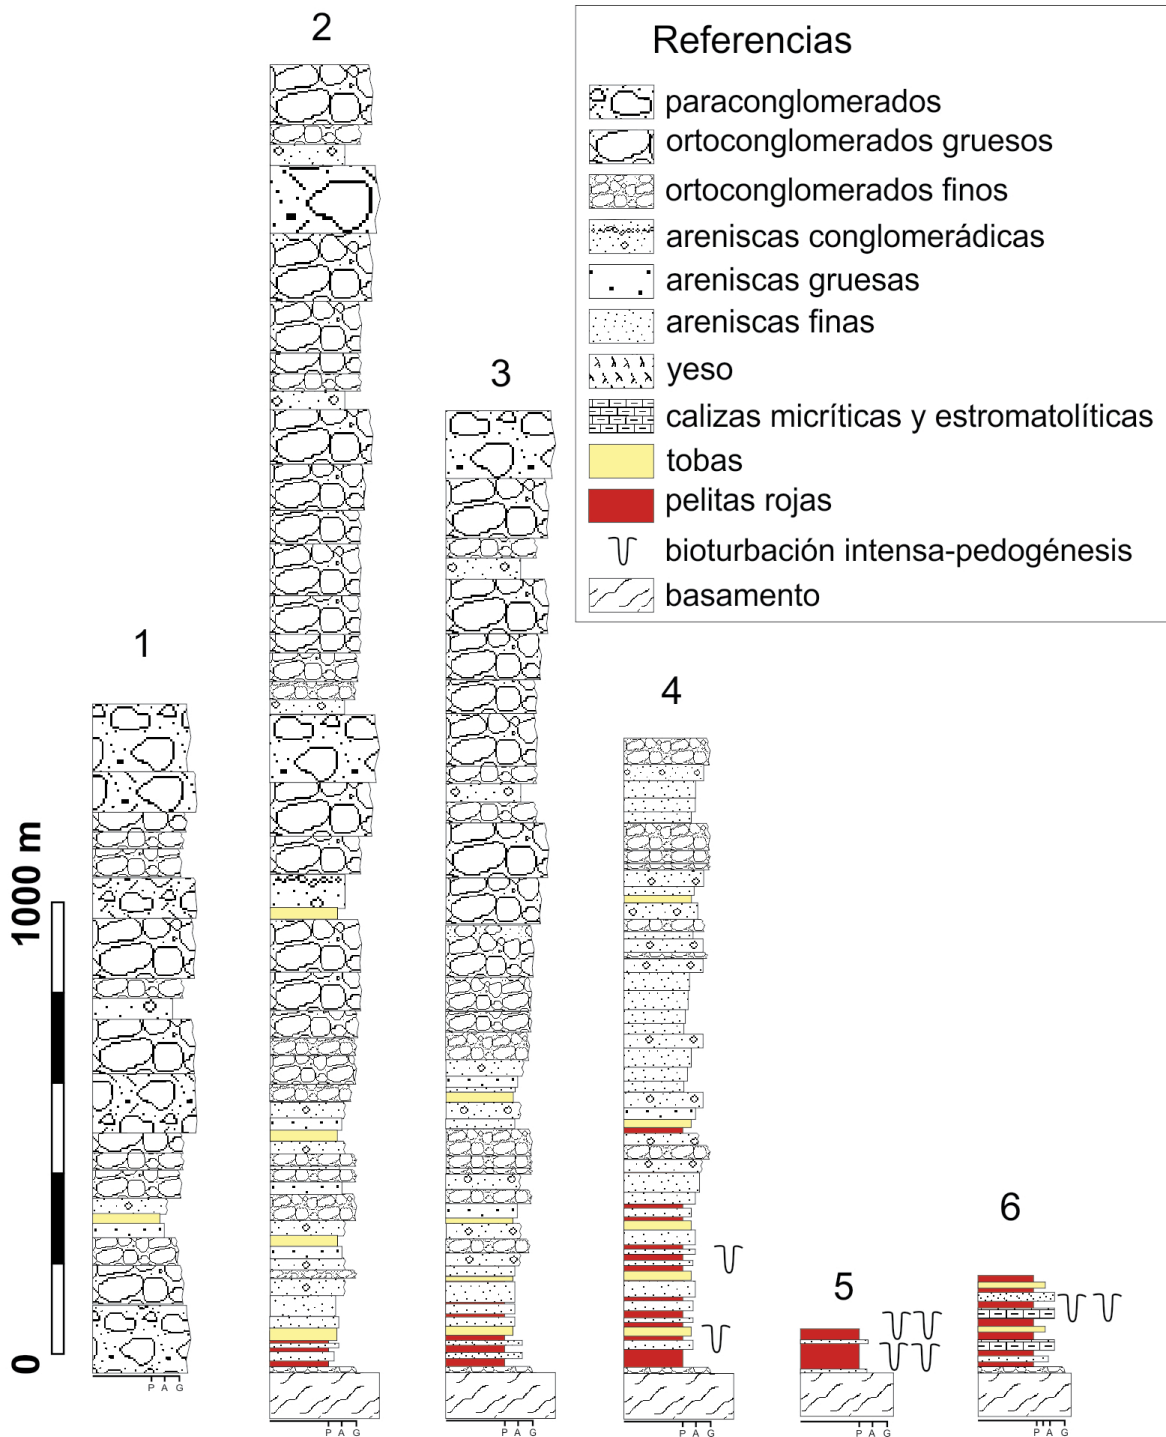 2
Referencias
paraconglomerados
ortoconglomerados gruesos
ortoconglomerados finos
areniscas conglomerádicas
areniscas gruesas
areniscas finas
yeso
calizas micríticas y estromatolíticas
tobas
pelitas rojas
bioturbación intensa-pedogénesis
basamento
3
1
4
1000 m
0
5
6
P A G
P A G
P A G
P A G
P A G
P A G